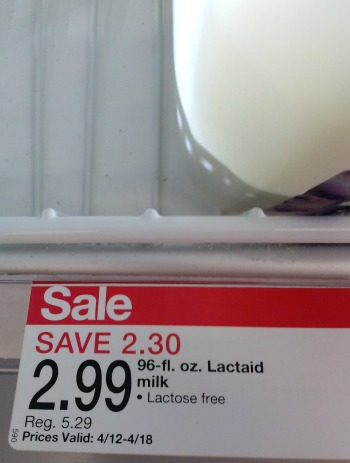 Sale
SAVE 2.30
2.99 96-fl. oz. Lactaid
milk
• Lactose free
Reg. 5.29
Prices Valid: 4/12-4/18
590